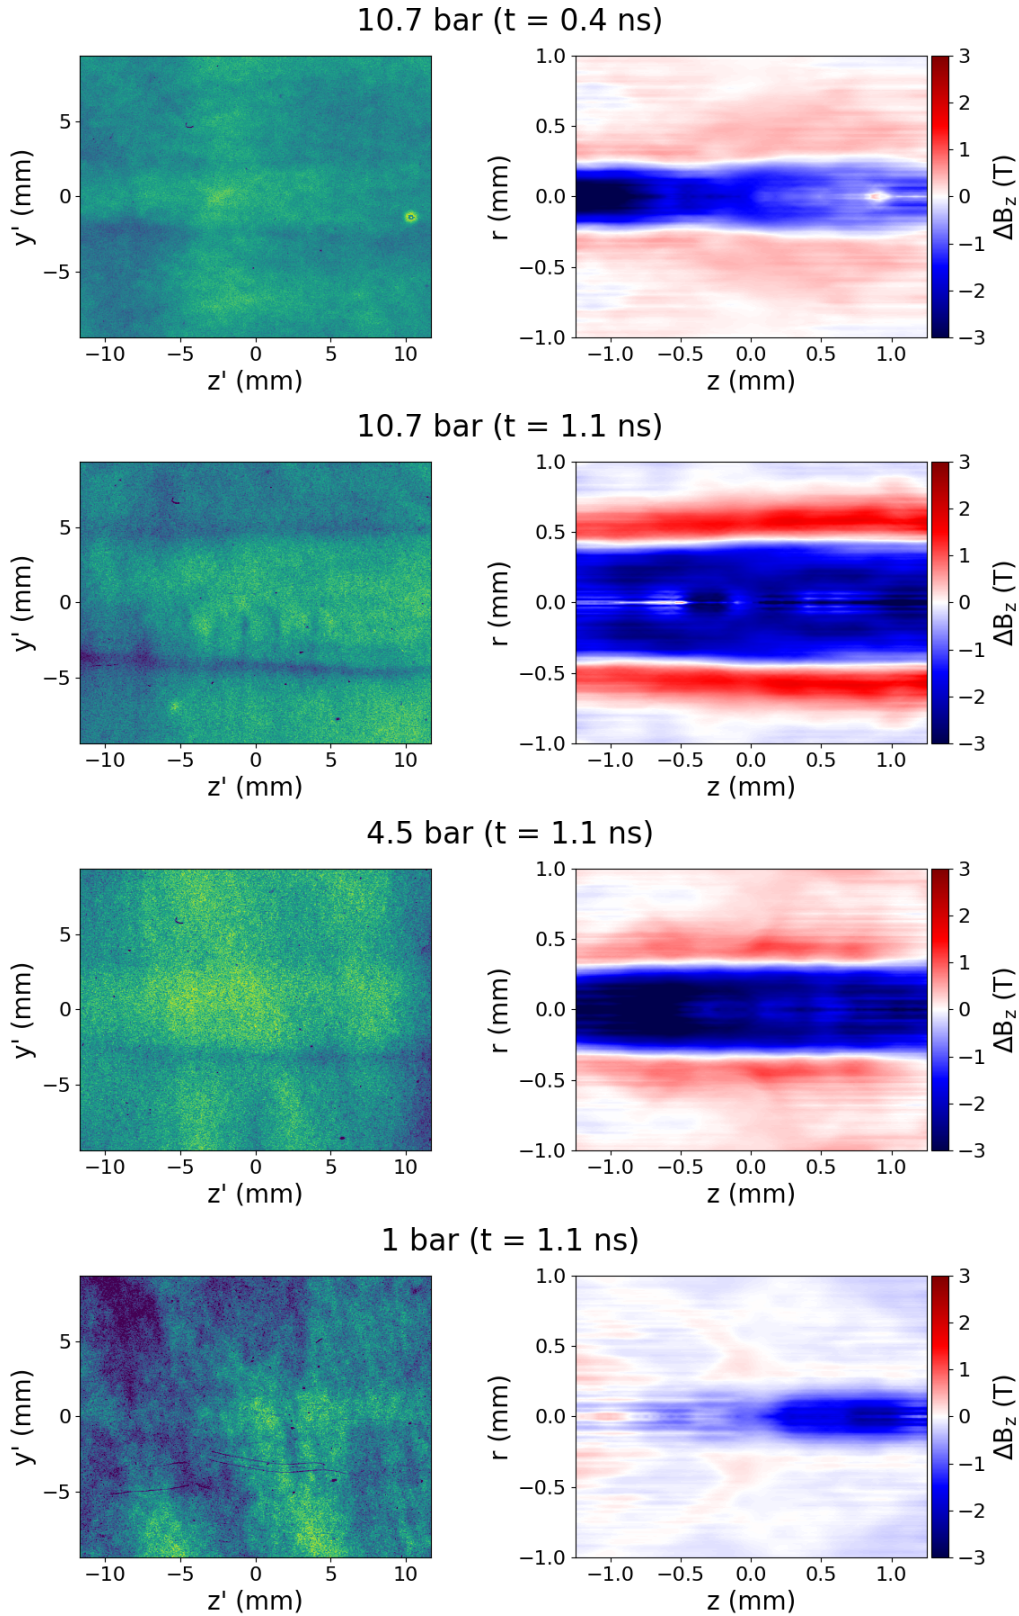 10.7 bar (t = 0.4 ns)
y' (mm)
5
0
−5
−10 −5 0 5 10
z' (mm)
r (mm)
1.0
0.5
0.0
−0.5
−1.0
−1.0 −0.5 0.0 0.5 1.0
z (mm)
3
2
1
0
−1
−2
−3
ΔBz (T)
10.7 bar (t = 1.1 ns)
y' (mm)
5
0
−5
−10 −5 0 5 10
z' (mm)
r (mm)
1.0
0.5
0.0
−0.5
−1.0
−1.0 −0.5 0.0 0.5 1.0
z (mm)
3
2
1
0
−1
−2
−3
ΔBz (T)
4.5 bar (t = 1.1 ns)
y' (mm)
5
0
−5
−10 −5 0 5 10
z' (mm)
r (mm)
1.0
0.5
0.0
−0.5
−1.0
−1.0 −0.5 0.0 0.5 1.0
z (mm)
3
2
1
0
−1
−2
−3
ΔBz (T)
1 bar (t = 1.1 ns)
y' (mm)
5
0
−5
−10 −5 0 5 10
z' (mm)
r (mm)
1.0
0.5
0.0
−0.5
−1.0
−1.0 −0.5 0.0 0.5 1.0
z (mm)
3
2
1
0
−1
−2
−3
ΔBz (T)